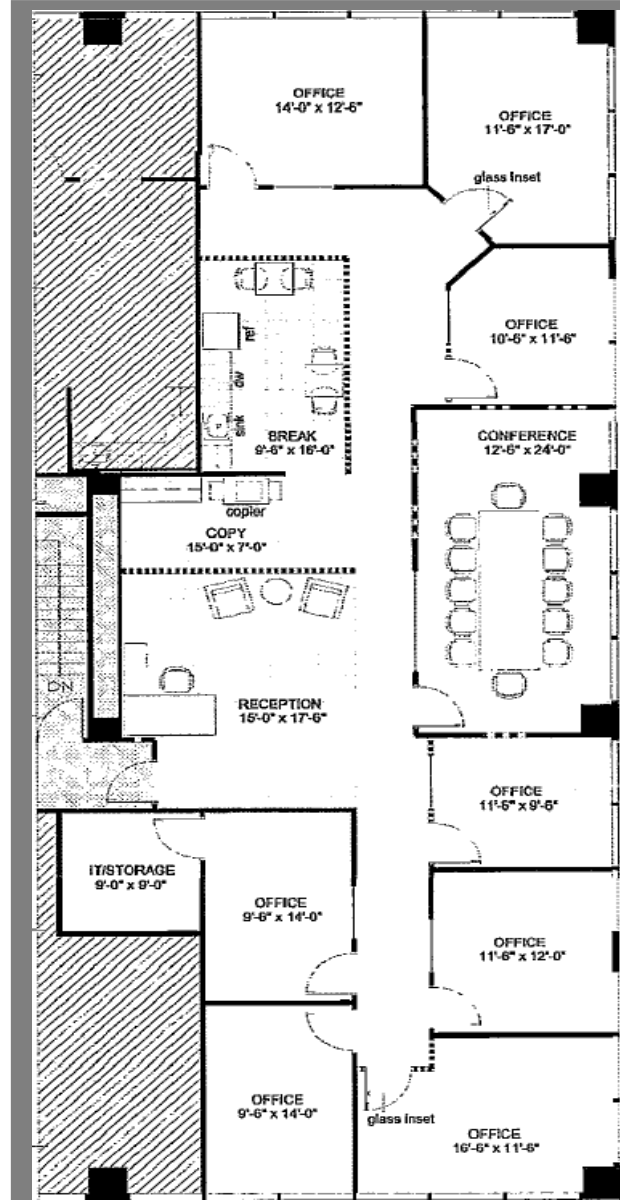 OFFICE
14'-0" x 12'-6"
OFFICE
11'-6" x 17'-0"
glass inset
OFFICE
10'-6" x 11'-6"
ref
dw
sink
BREAK
9'-6" x 16'-0"
CONFERENCE
12'-6" x 24'-0"
copier
COPY
15'-0" x 7'-0"
DN
RECEPTION
15'-0" x 17'-6"
OFFICE
11'-6" x 9'-6"
IT/STORAGE
9'-0" x 8'-0"
OFFICE
9'-6" x 14'-0"
OFFICE
11'-6" x 12'-0"
OFFICE
9'-6" x 14'-0"
glass inset
OFFICE
16'-6" x 11'-6"